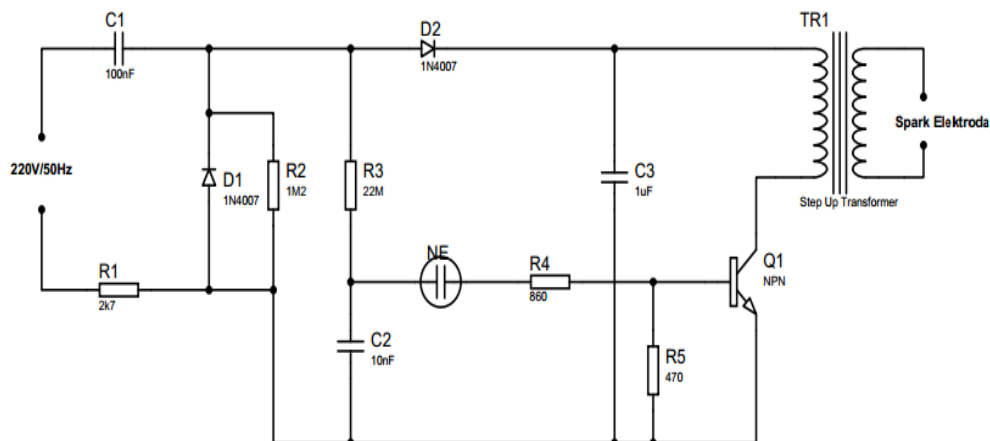 C1
100nF
D2
1N4007
TR1
220V/50Hz
D1
1N4007
R2
1M2
R3
22M
C3
1uF
Spark Elektroda
Step Up Transformer
R1
2k7
NE
R4
860
Q1
NPN
C2
10nF
R5
470